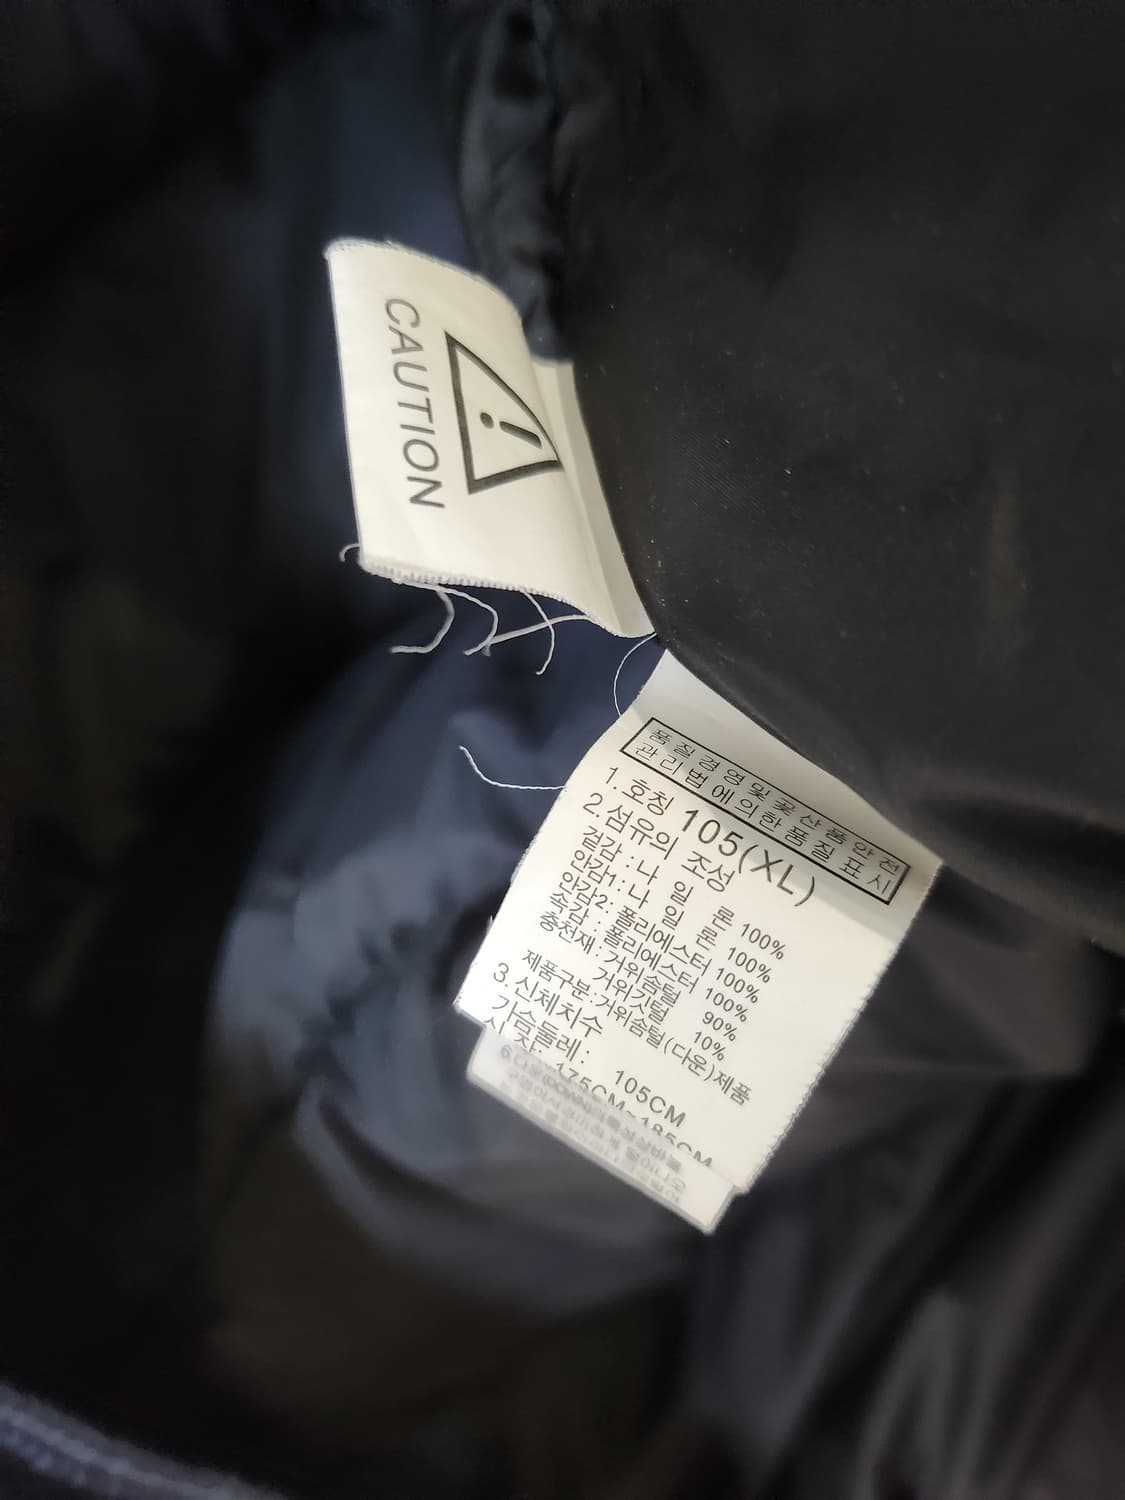 CAUTION
품질경영및공산품안전
관리법에의한품질표시
1.호칭 105(XL)
2.섬유의 조성
겉감 : 나 일 론 100%
안감1 : 나 일 론 100%
안감2 : 폴리에스터 100%
속감 : 폴리에스터 100%
충천재 : 거위솜털 90%
거위깃털 10%
제품구분:거위솜털(다운)제품
3.신체치수
가슴둘레 : 105CM
175CM~185CM